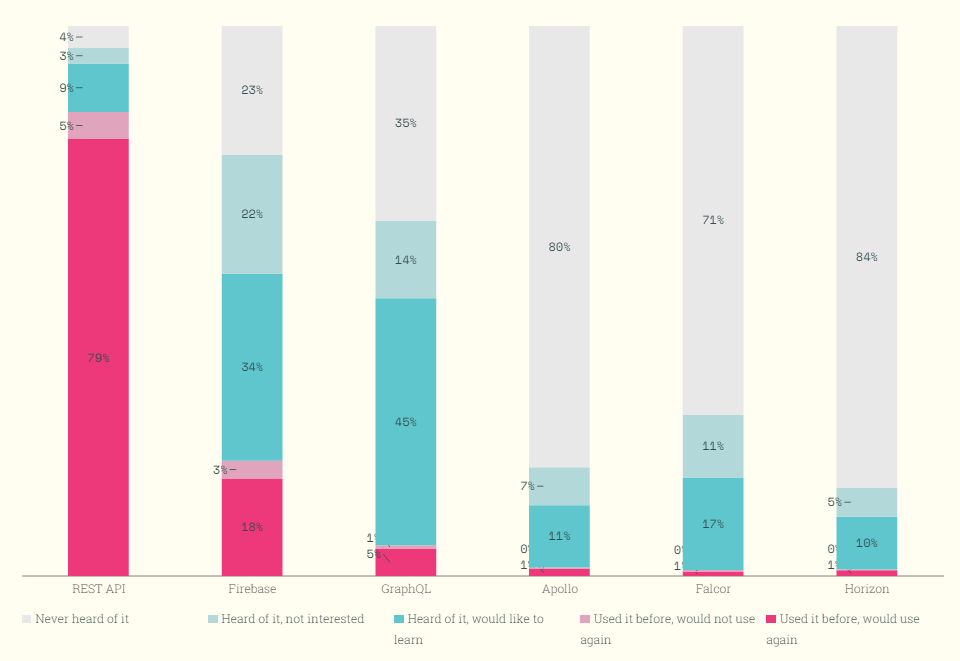 4%
3%
9%
5%
79%
23%
22%
34%
3%
18%
35%
14%
45%
1%
5%
80%
7%
11%
0%
1%
71%
11%
17%
0%
1%
84%
5%
10%
0%
1%
REST API
Firebase
GraphQL
Apollo
Falcor
Horizon
Never heard of it
Heard of it, not interested
Heard of it, would like to
learn
Used it before, would not use
again
Used it before, would use
again